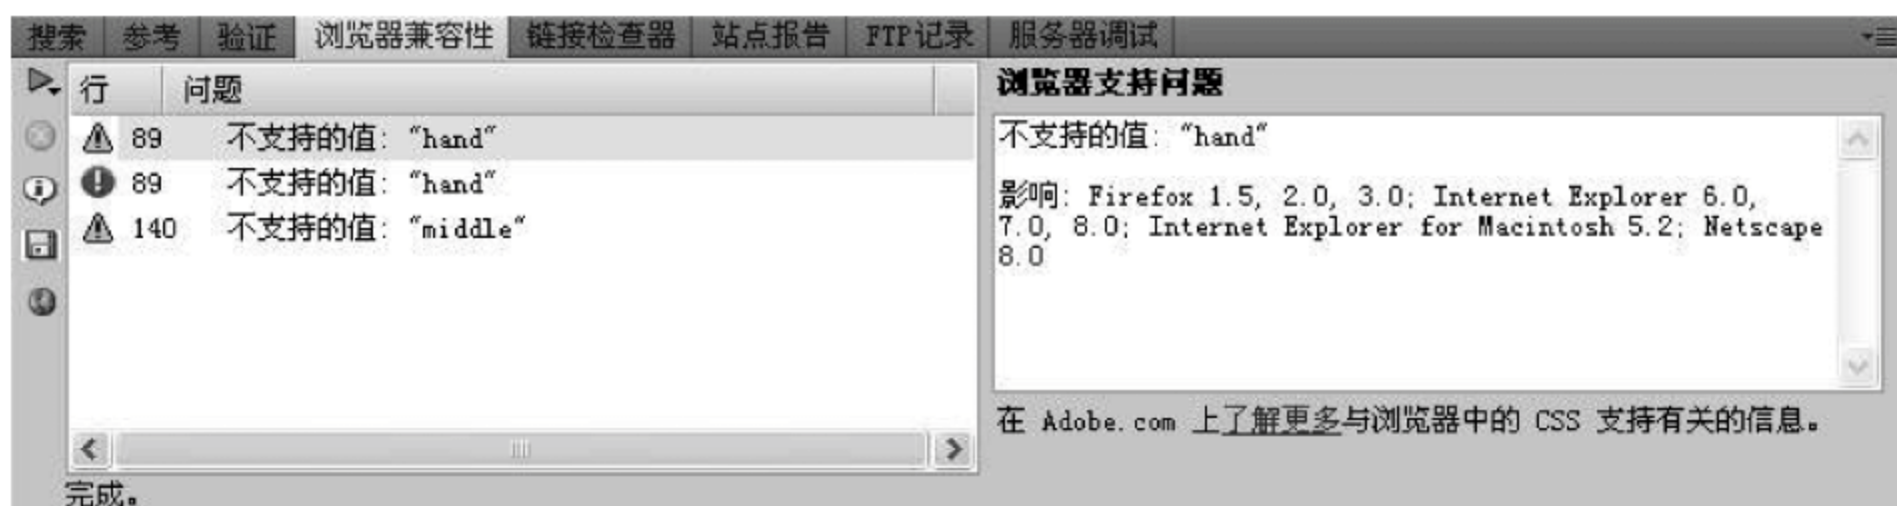 搜索 参考 验证 浏览器兼容性 链接检查器 站点报告 FTP记录 服务器调试
行 问题
89 不支持的值: "hand"
89 不支持的值: "hand"
140 不支持的值: "middle"
完成。
浏览器支持问题
不支持的值: "hand"
影响: Firefox 1.5, 2.0, 3.0; Internet Explorer 6.0,
7.0, 8.0; Internet Explorer for Macintosh 5.2; Netscape
8.0
在 Adobe.com 上了解更多与浏览器中的 CSS 支持有关的信息。